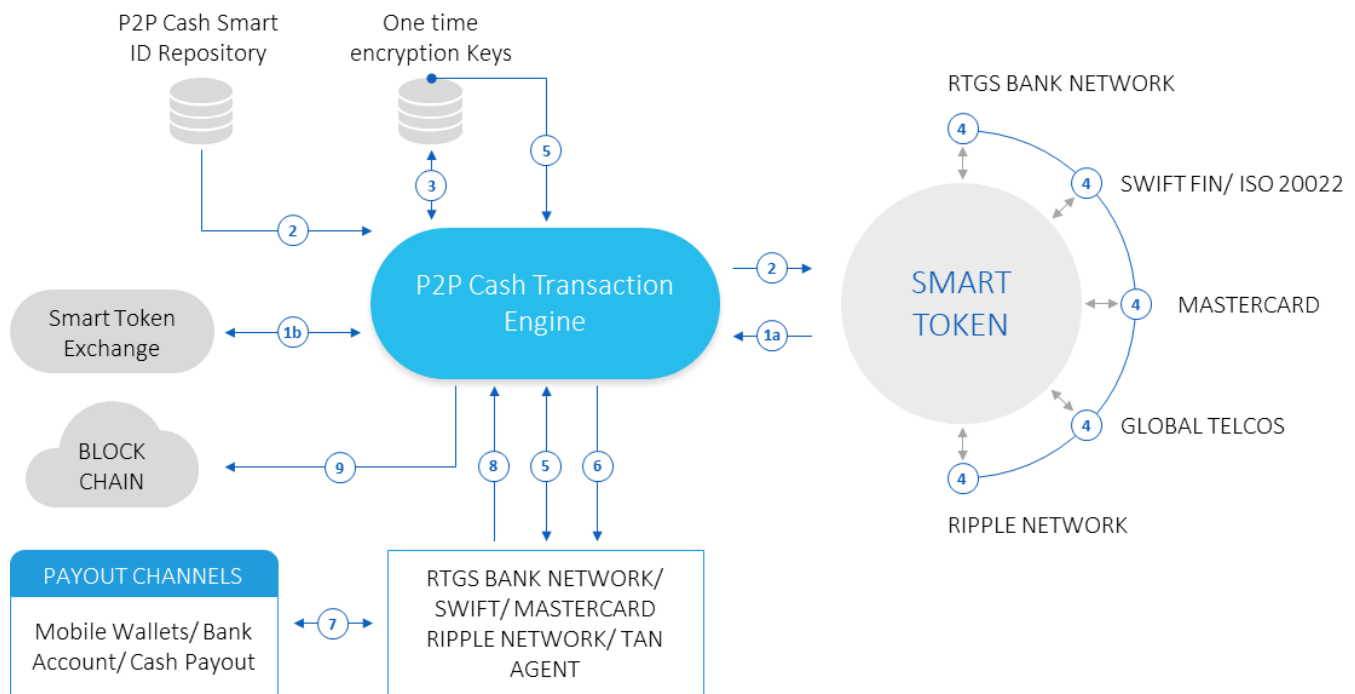 P2P Cash Smart
ID Repository
One time
encryption Keys
RTGS BANK NETWORK
4
5
4
SWIFT FIN/ ISO 20022
3
2
P2P Cash Transaction
Engine
2
SMART
TOKEN
4
MASTERCARD
Smart Token
Exchange
1b
1a
4
GLOBAL TELCOS
BLOCK
CHAIN
9
8
5
6
4
RIPPLE NETWORK
PAYOUT CHANNELS
Mobile Wallets/ Bank
Account/ Cash Payout
7
RTGS BANK NETWORK/
SWIFT/ MASTERCARD
RIPPLE NETWORK/ TAN
AGENT